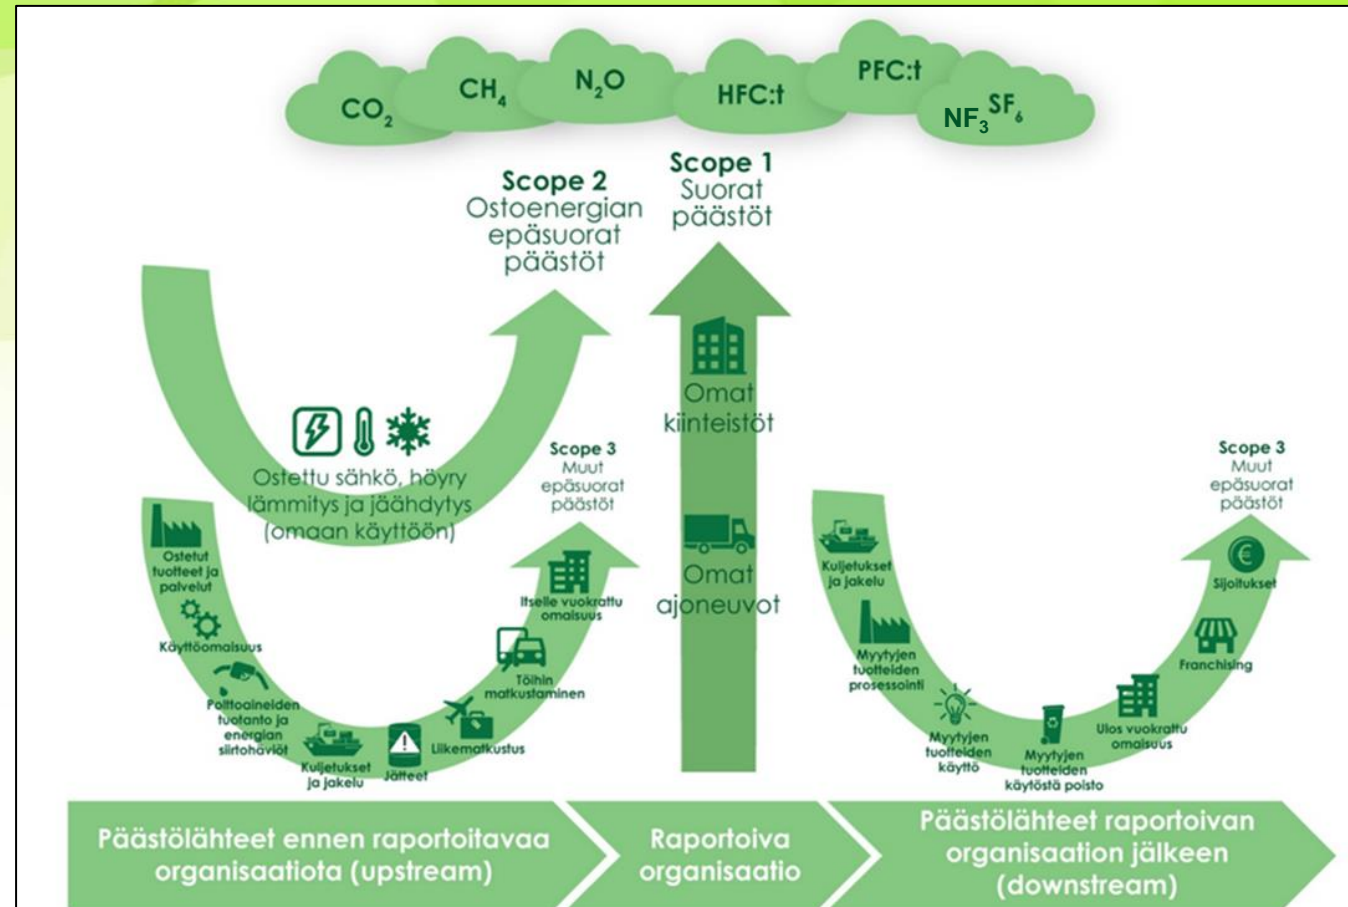 CO₂
CH₄
N₂O
HFC:t
PFC:t
NF₃
SF₆
Scope 2
Ostoenergian
epäsuorat
päästöt
Scope 1
Suorat
päästöt
Omat
kiinteistöt
Omat
ajoneuvot
Ostettu sähkö, höyry
lämmitys ja jäähdytys
(omaan käyttöön)
Scope 3
Muut
epäsuorat
päästöt
Ostetut
tuotteet ja
palvelut
Käyttöomaisuus
Polttoaineiden
tuotanto ja
energian
siirtohäviöt
Kuljetukset
ja jakelu
Jätteet
Liikematkustus
Töihin
matkustaminen
Itselle vuokrattu
omaisuus
Scope 3
Muut
epäsuorat
päästöt
Kuljetukset
ja jakelu
Myytyjen
tuotteiden
prosessointi
Myytyjen
tuotteiden
käyttö
Myytyjen
tuotteiden
käytöstä poisto
Ulos vuokrattu
omaisuus
Franchising
Sijoitukset
Päästölähteet ennen raportoitavaa
organisaatiota (upstream)
Raportoiva
organisaatio
Päästölähteet raportoivan
organisaation jälkeen
(downstream)